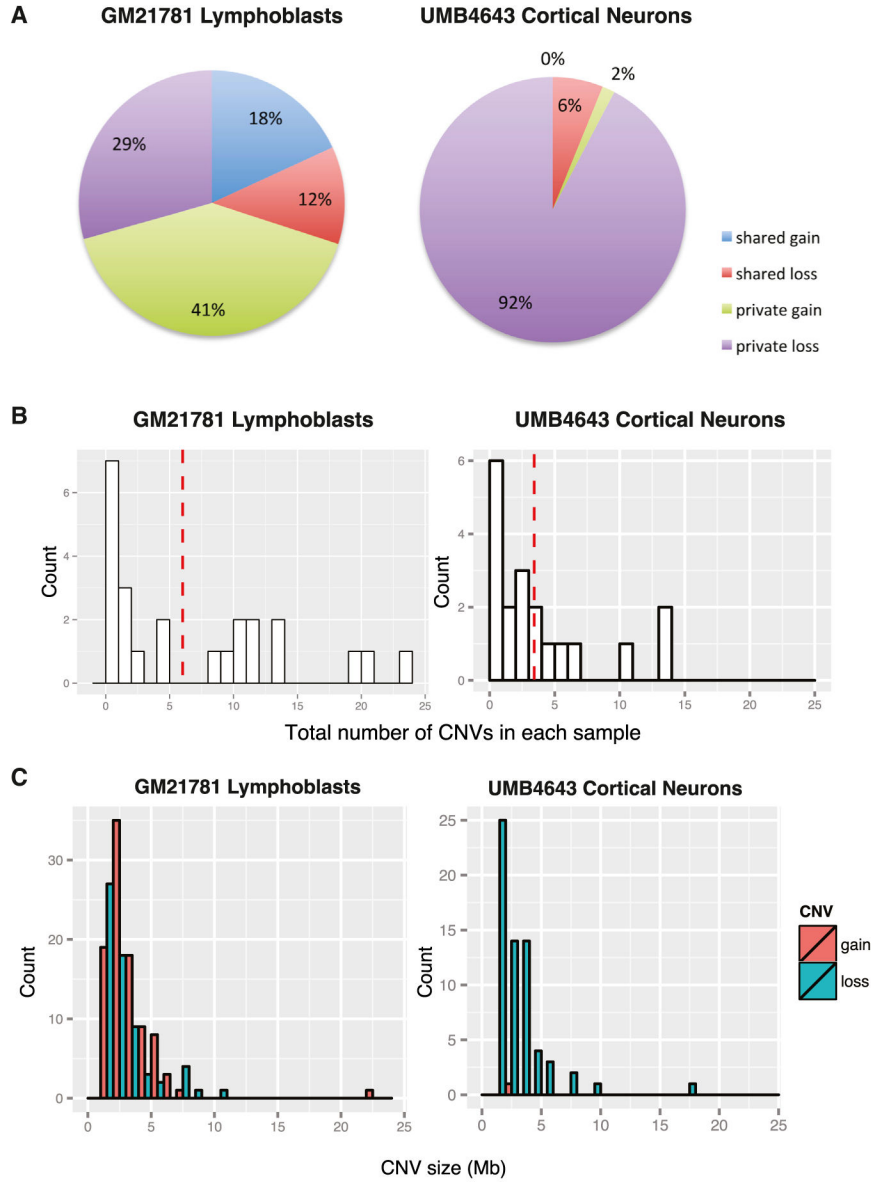 A
GM21781 Lymphoblasts
UMB4643 Cortical Neurons
18%
12%
41%
29%
0%
6%
2%
92%
shared gain
shared loss
private gain
private loss
B
GM21781 Lymphoblasts
UMB4643 Cortical Neurons
Count
6
4
2
0
0 5 10 15 20 25
Count
6
4
2
0
0 5 10 15 20 25
Total number of CNVs in each sample
C
GM21781 Lymphoblasts
UMB4643 Cortical Neurons
Count
30
20
10
0
0 5 10 15 20 25
Count
25
20
15
10
5
0
0 5 10 15 20 25
CNV
gain
loss
CNV size (Mb)